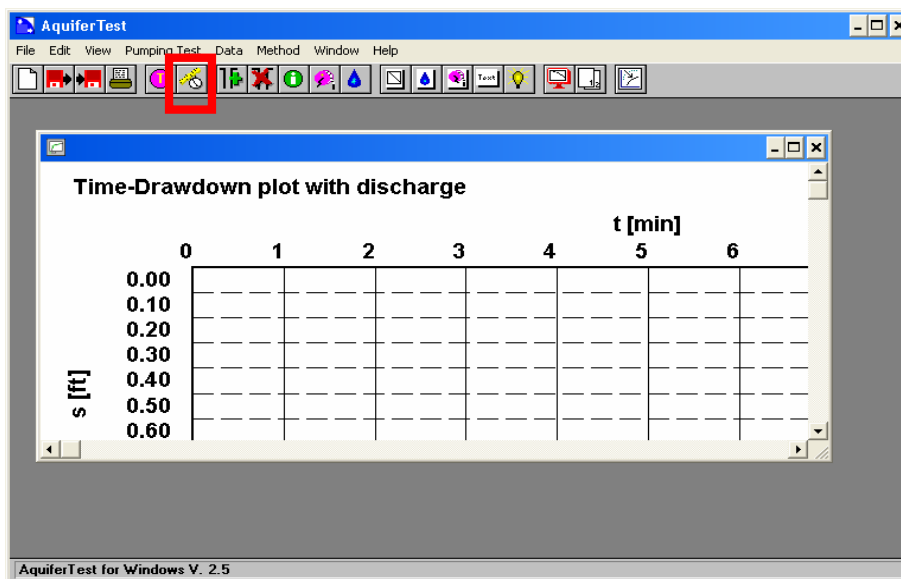 AquiferTest
File Edit View Pumping Test Data Method Window Help
Text
Time-Drawdown plot with discharge
t [min]
0 1 2 3 4 5 6
0.00
0.10
0.20
0.30
0.40
0.50
0.60
s [ft]
AquiferTest for Windows V. 2.5